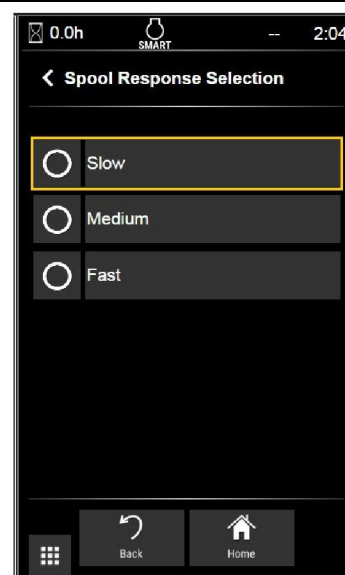 0.0h SMART -- 2:04
Spool Response Selection
Slow
Medium
Fast
Back Home